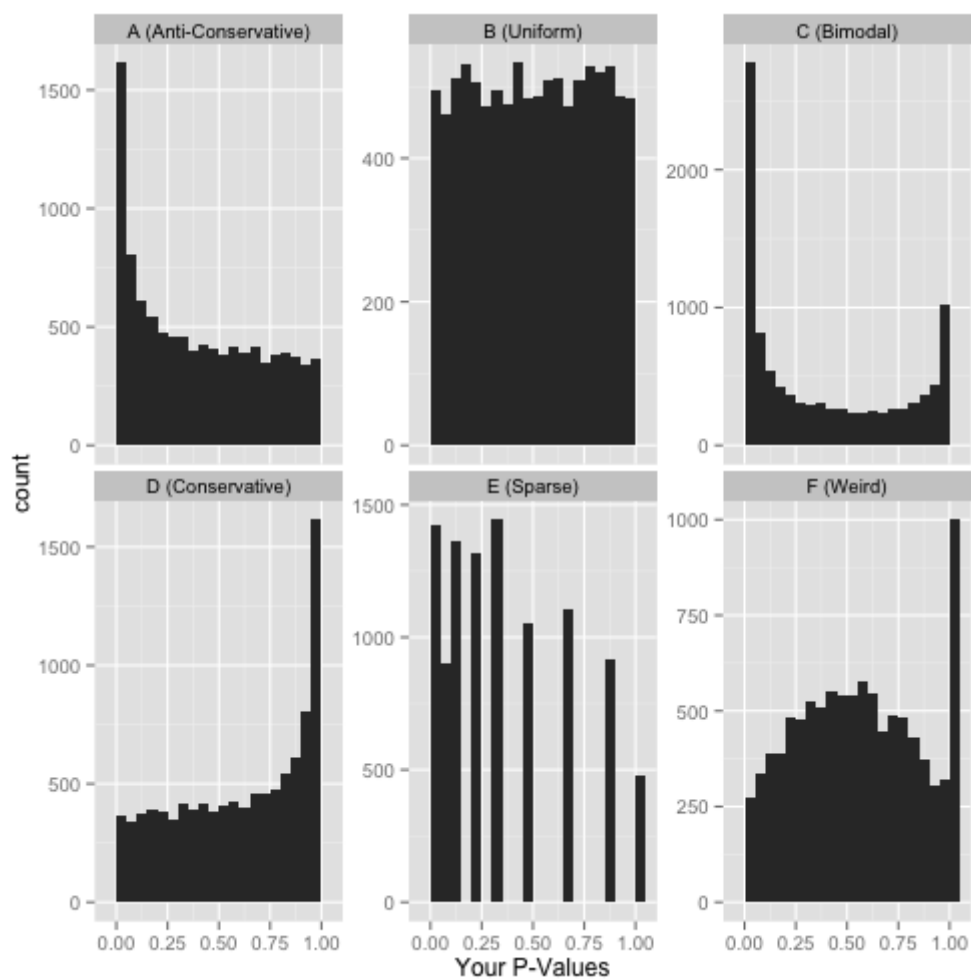 A (Anti-Conservative)
B (Uniform)
C (Bimodal)
1500
1000
500
0
400
200
0
2000
1000
0
count
D (Conservative)
E (Sparse)
F (Weird)
1500
1000
500
0
1500
1000
500
0
1000
750
500
250
0
0.00 0.25 0.50 0.75 1.00
0.00 0.25 0.50 0.75 1.00
0.00 0.25 0.50 0.75 1.00
Your P-Values